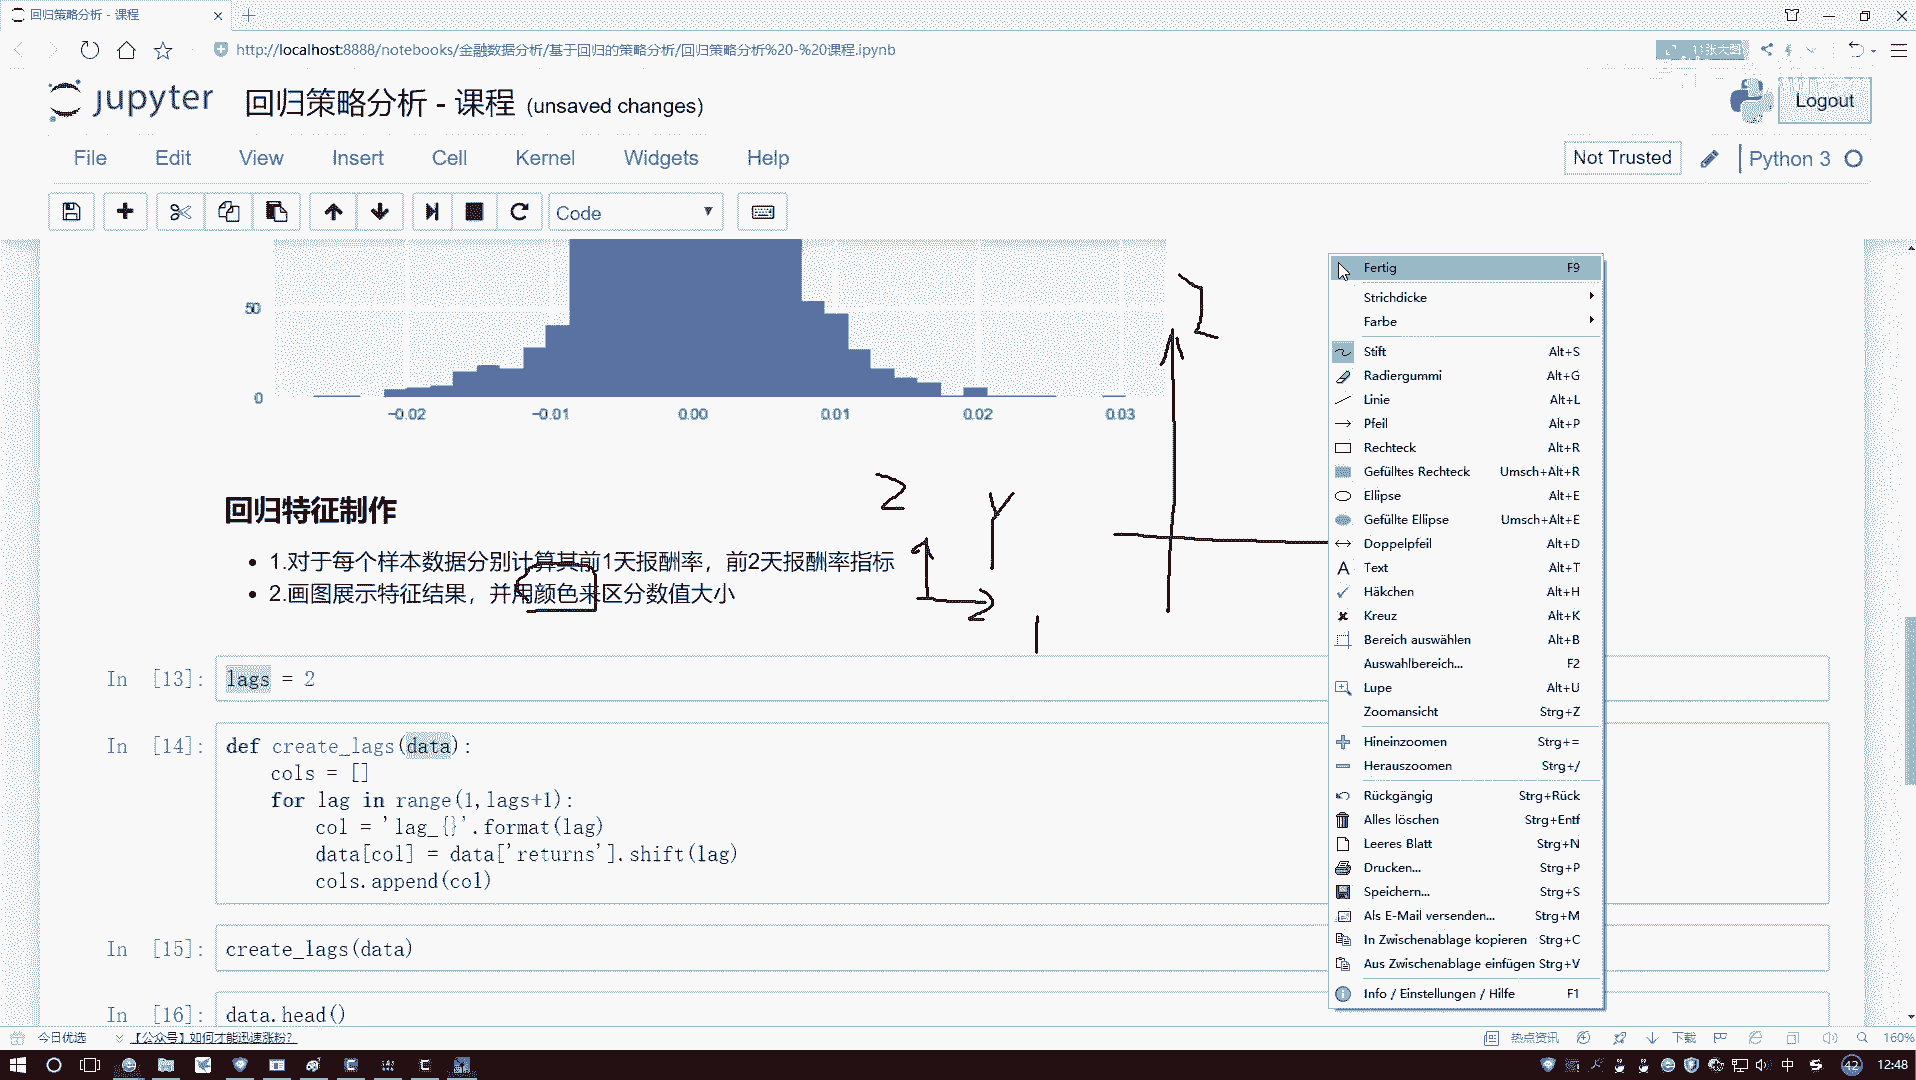 回归策略分析 - 课程
http://localhost:8888/notebooks/金融数据分析/基于回归的策略分析/回归策略分析%20-%20课程.ipynb
11张大图
jupyter 回归策略分析 - 课程 (unsaved changes)
Logout
File Edit View Insert Cell Kernel Widgets Help
Not Trusted
Python 3
Code
50
0
-0.02 -0.01 0.00 0.01 0.02 0.03
2
2
Y
1
回归特征制作
1.对于每个样本数据分别计算其前1天报酬率，前2天报酬率指标
2.画图展示特征结果，并用颜色来区分数值大小
In [13]: lags = 2
In [14]: def create_lags(data):
cols = []
for lag in range(1,lags+1):
col = 'lag_{}'.format(lag)
data[col] = data['returns'].shift(lag)
cols.append(col)
In [15]: create_lags(data)
In [16]: data.head()
Fertig F9
Strichdicke
Farbe
Stift Alt+S
Radiergummi Alt+G
Linie Alt+L
Pfeil Alt+P
Rechteck Alt+R
Gefülltes Rechteck Umsch+Alt+R
Ellipse Alt+E
Gefüllte Ellipse Umsch+Alt+E
Doppelpfeil Alt+D
Text Alt+T
Häkchen Alt+H
Kreuz Alt+K
Bereich auswählen Alt+B
Auswahlbereich... F2
Lupe Alt+U
Zoomansicht Strg+Z
Hineinzoomen Strg+=
Herauszoomen Strg+/
Rückgängig Strg+Rück
Alles löschen Strg+Entf
Leeres Blatt Strg+N
Drucken... Strg+P
Speichern... Strg+S
Als E-Mail versenden... Strg+M
In Zwischenablage kopieren Strg+C
Aus Zwischenablage einfügen Strg+V
Info / Einstellungen / Hilfe F1
今日优选
【公众号】如何才能迅速涨粉?
热点资讯
下载
160%
中
42
12:48